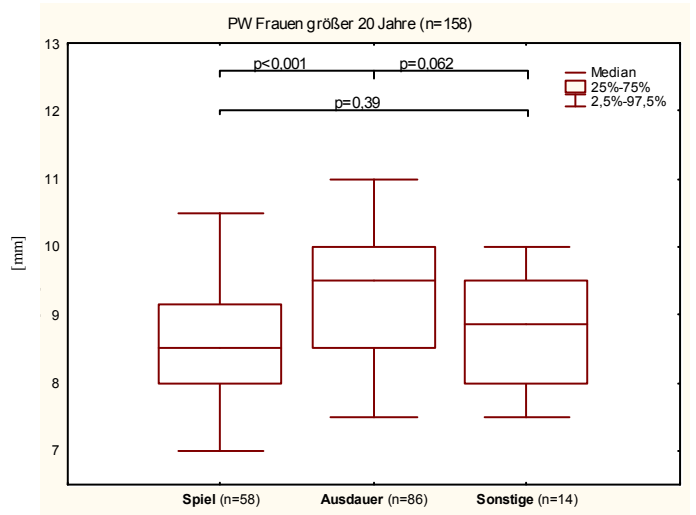 PW Frauen größer 20 Jahre (n=158)
13
12
11
10
9
8
7
[mm]
p<0,001
p=0,062
p=0,39
Median
25%-75%
2,5%-97,5%
Spiel (n=58)
Ausdauer (n=86)
Sonstige (n=14)